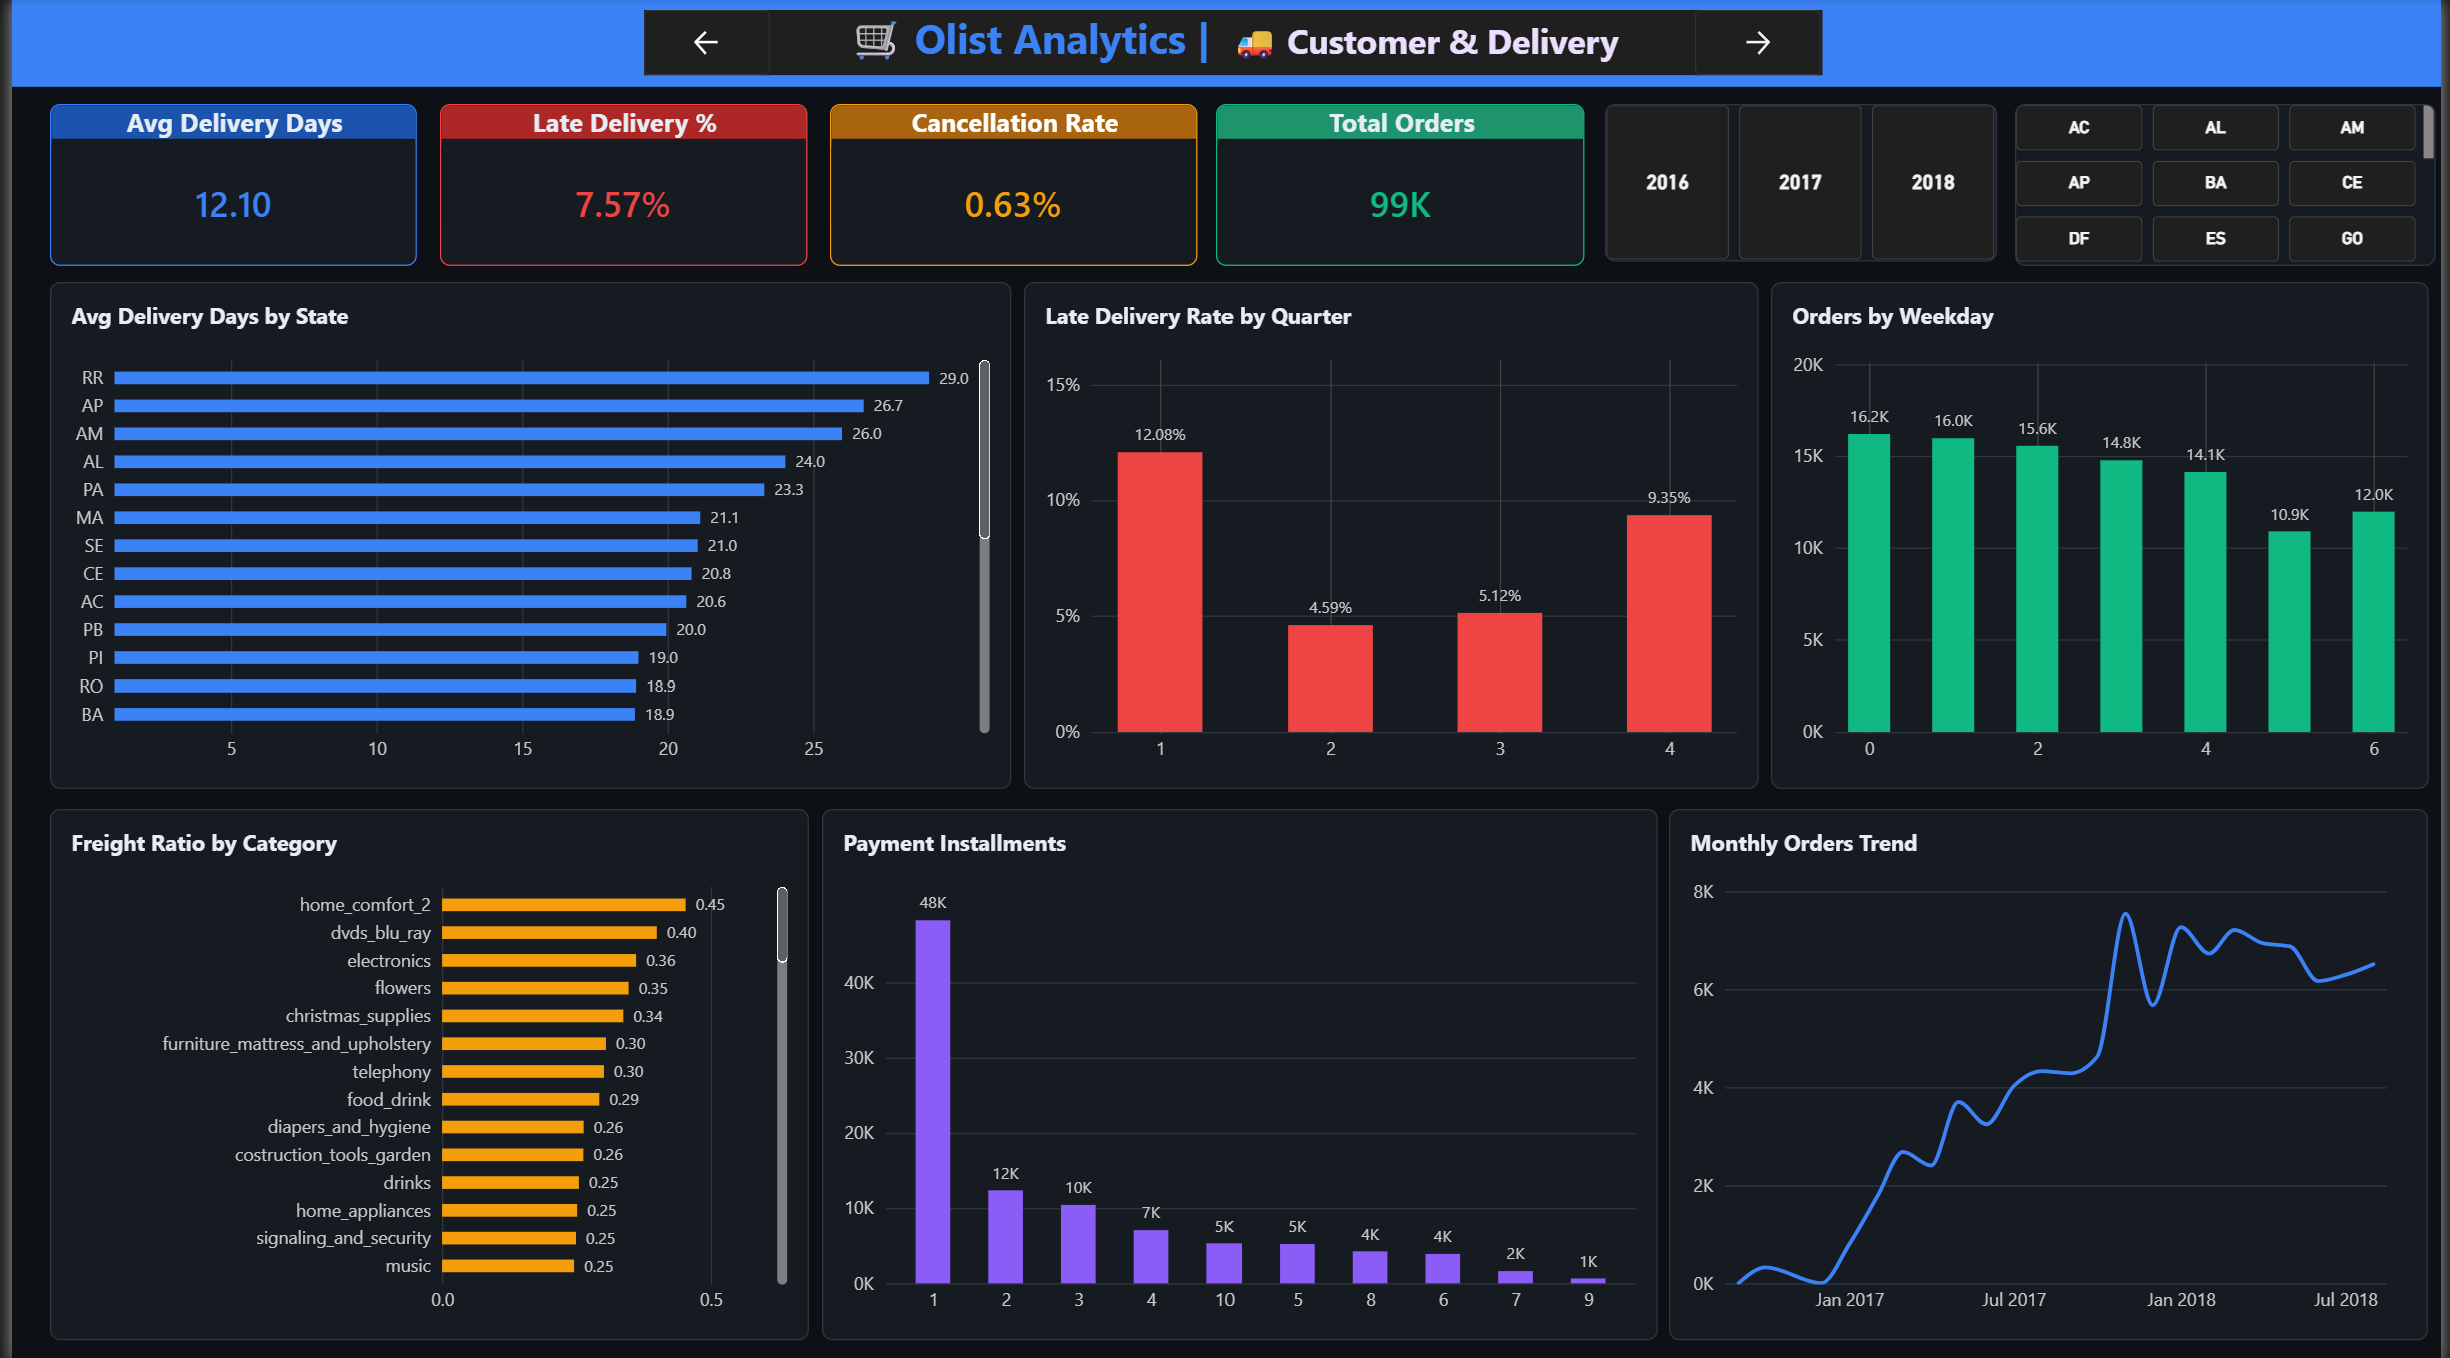 Olist Analytics | Customer & Delivery
Avg Delivery Days
12.10
Late Delivery %
7.57%
Cancellation Rate
0.63%
Total Orders
99K
2016 2017 2018
AC AL AM
AP BA CE
DF ES GO
Avg Delivery Days by State
RR 29.0
AP 26.7
AM 26.0
AL 24.0
PA 23.3
MA 21.1
SE 21.0
CE 20.8
AC 20.6
PB 20.0
PI 19.0
RO 18.9
BA 18.9
5 10 15 20 25
Late Delivery Rate by Quarter
15%
10%
5%
0%
12.08% 4.59% 5.12% 9.35%
1 2 3 4
Orders by Weekday
20K
15K
10K
5K
0K
16.2K 16.0K 15.6K 14.8K 14.1K 10.9K 12.0K
0 2 4 6
Freight Ratio by Category
home_comfort_2 0.45
dvds_blu_ray 0.40
electronics 0.36
flowers 0.35
christmas_supplies 0.34
furniture_mattress_and_upholstery 0.30
telephony 0.30
food_drink 0.29
diapers_and_hygiene 0.26
costruction_tools_garden 0.26
drinks 0.25
home_appliances 0.25
signaling_and_security 0.25
music 0.25
0.0 0.5
Payment Installments
40K
30K
20K
10K
0K
48K 12K 10K 7K 5K 5K 4K 4K 2K 1K
1 2 3 4 10 5 8 6 7 9
Monthly Orders Trend
8K
6K
4K
2K
0K
Jan 2017 Jul 2017 Jan 2018 Jul 2018